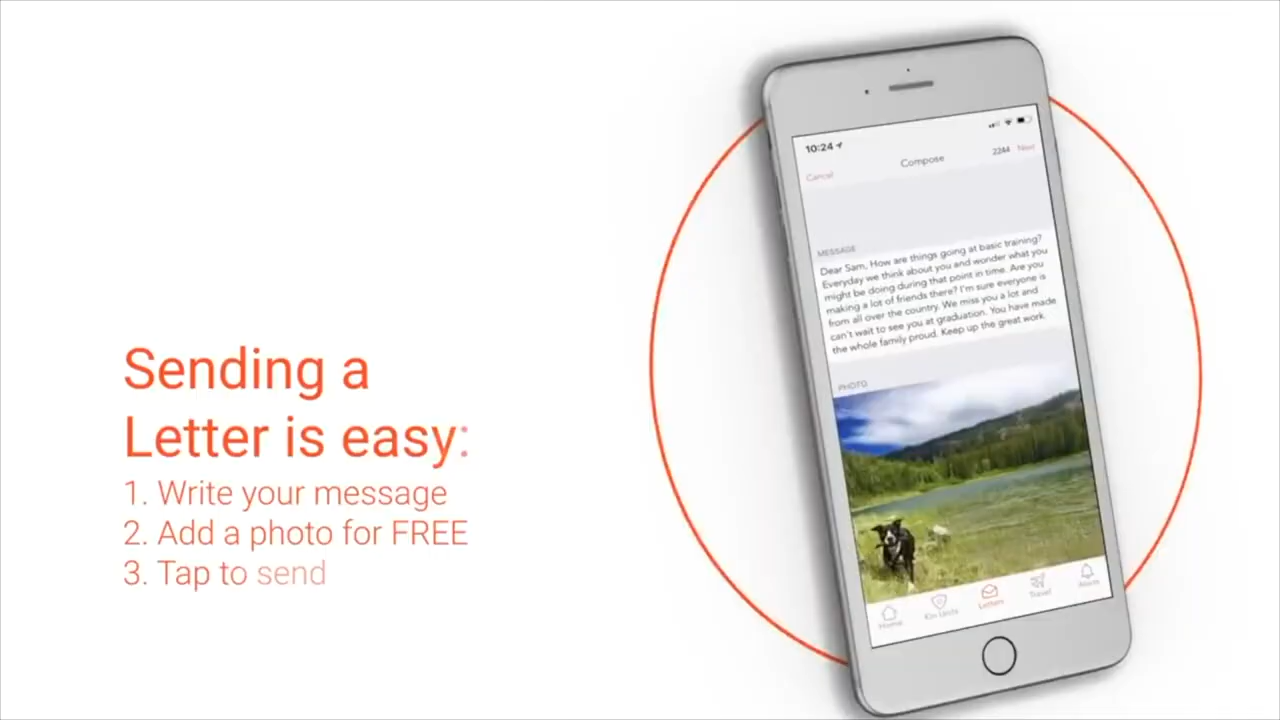 Sending a
Letter is easy:
1. Write your message
2. Add a photo for FREE
3. Tap to send
10:24
Cancel
Compose
2244 Next
MESSAGE
Dear Sam, How are things going at basic training?
Everyday we think about you and wonder what you
might be doing during that point in time. Are you
making a lot of friends there? I'm sure everyone is
from all over the country. We miss you a lot and
can't wait to see you at graduation. You have made
the whole family proud. Keep up the great work.
PHOTO
Home
Letters
Travel
Alerts